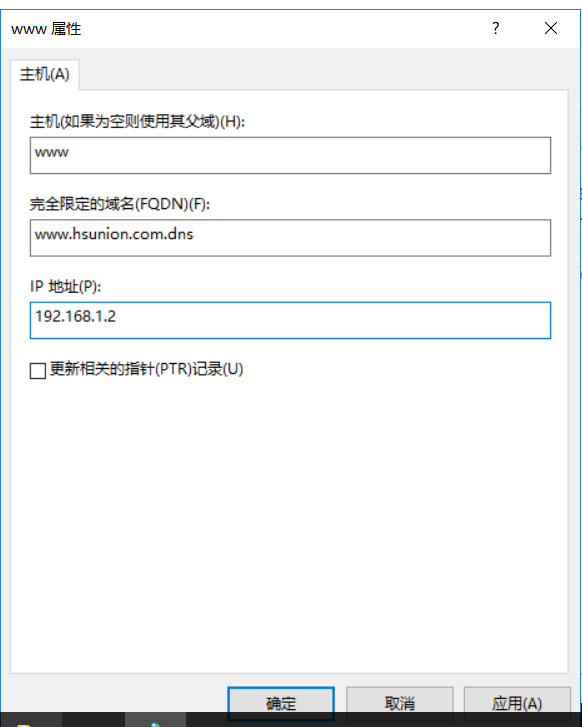 www 属性
?
主机(A)
主机(如果为空则使用其父域)(H):
www
完全限定的域名(FQDN)(F):
www.hsunion.com.dns
IP 地址(P):
192.168.1.2
更新相关的指针(PTR)记录(U)
确定 取消 应用(A)